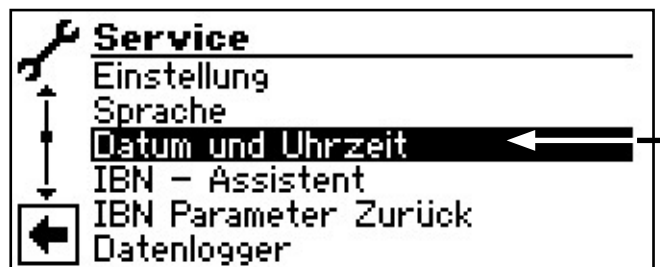 Service
Einstellung
Sprache
Datum und Uhrzeit
IBN - Assistent
IBN Parameter Zurück
Datenlogger